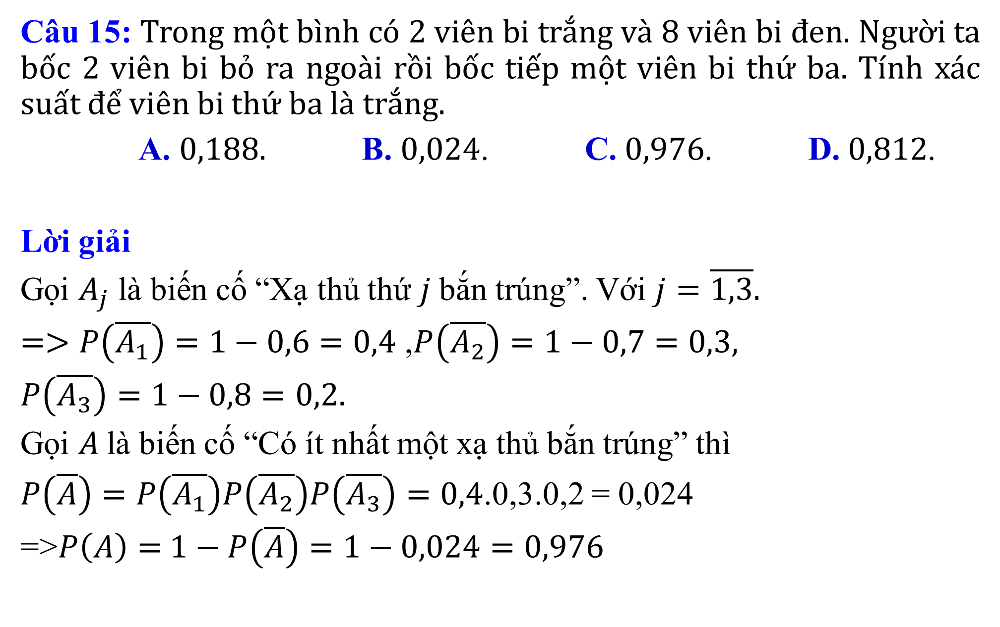 Câu 15: Trong một bình có 2 viên bi trắng và 8 viên bi đen. Người ta
bốc 2 viên bi bỏ ra ngoài rồi bốc tiếp một viên bi thứ ba. Tính xác
suất để viên bi thứ ba là trắng.
A. 0,188. B. 0,024. C. 0,976. D. 0,812.
Lời giải
Gọi $A_j$ là biến cố “Xạ thủ thứ $j$ bắn trúng”. Với $j = \overline{1,3}$.
=> $P(\overline{A_1}) = 1 - 0,6 = 0,4$ ,$P(\overline{A_2}) = 1 - 0,7 = 0,3$,
$P(\overline{A_3}) = 1 - 0,8 = 0,2$.
Gọi $A$ là biến cố “Có ít nhất một xạ thủ bắn trúng” thì
$P(\overline{A}) = P(\overline{A_1})P(\overline{A_2})P(\overline{A_3}) = 0,4.0,3.0,2 = 0,024$
=>$P(A) = 1 - P(\overline{A}) = 1 - 0,024 = 0,976$